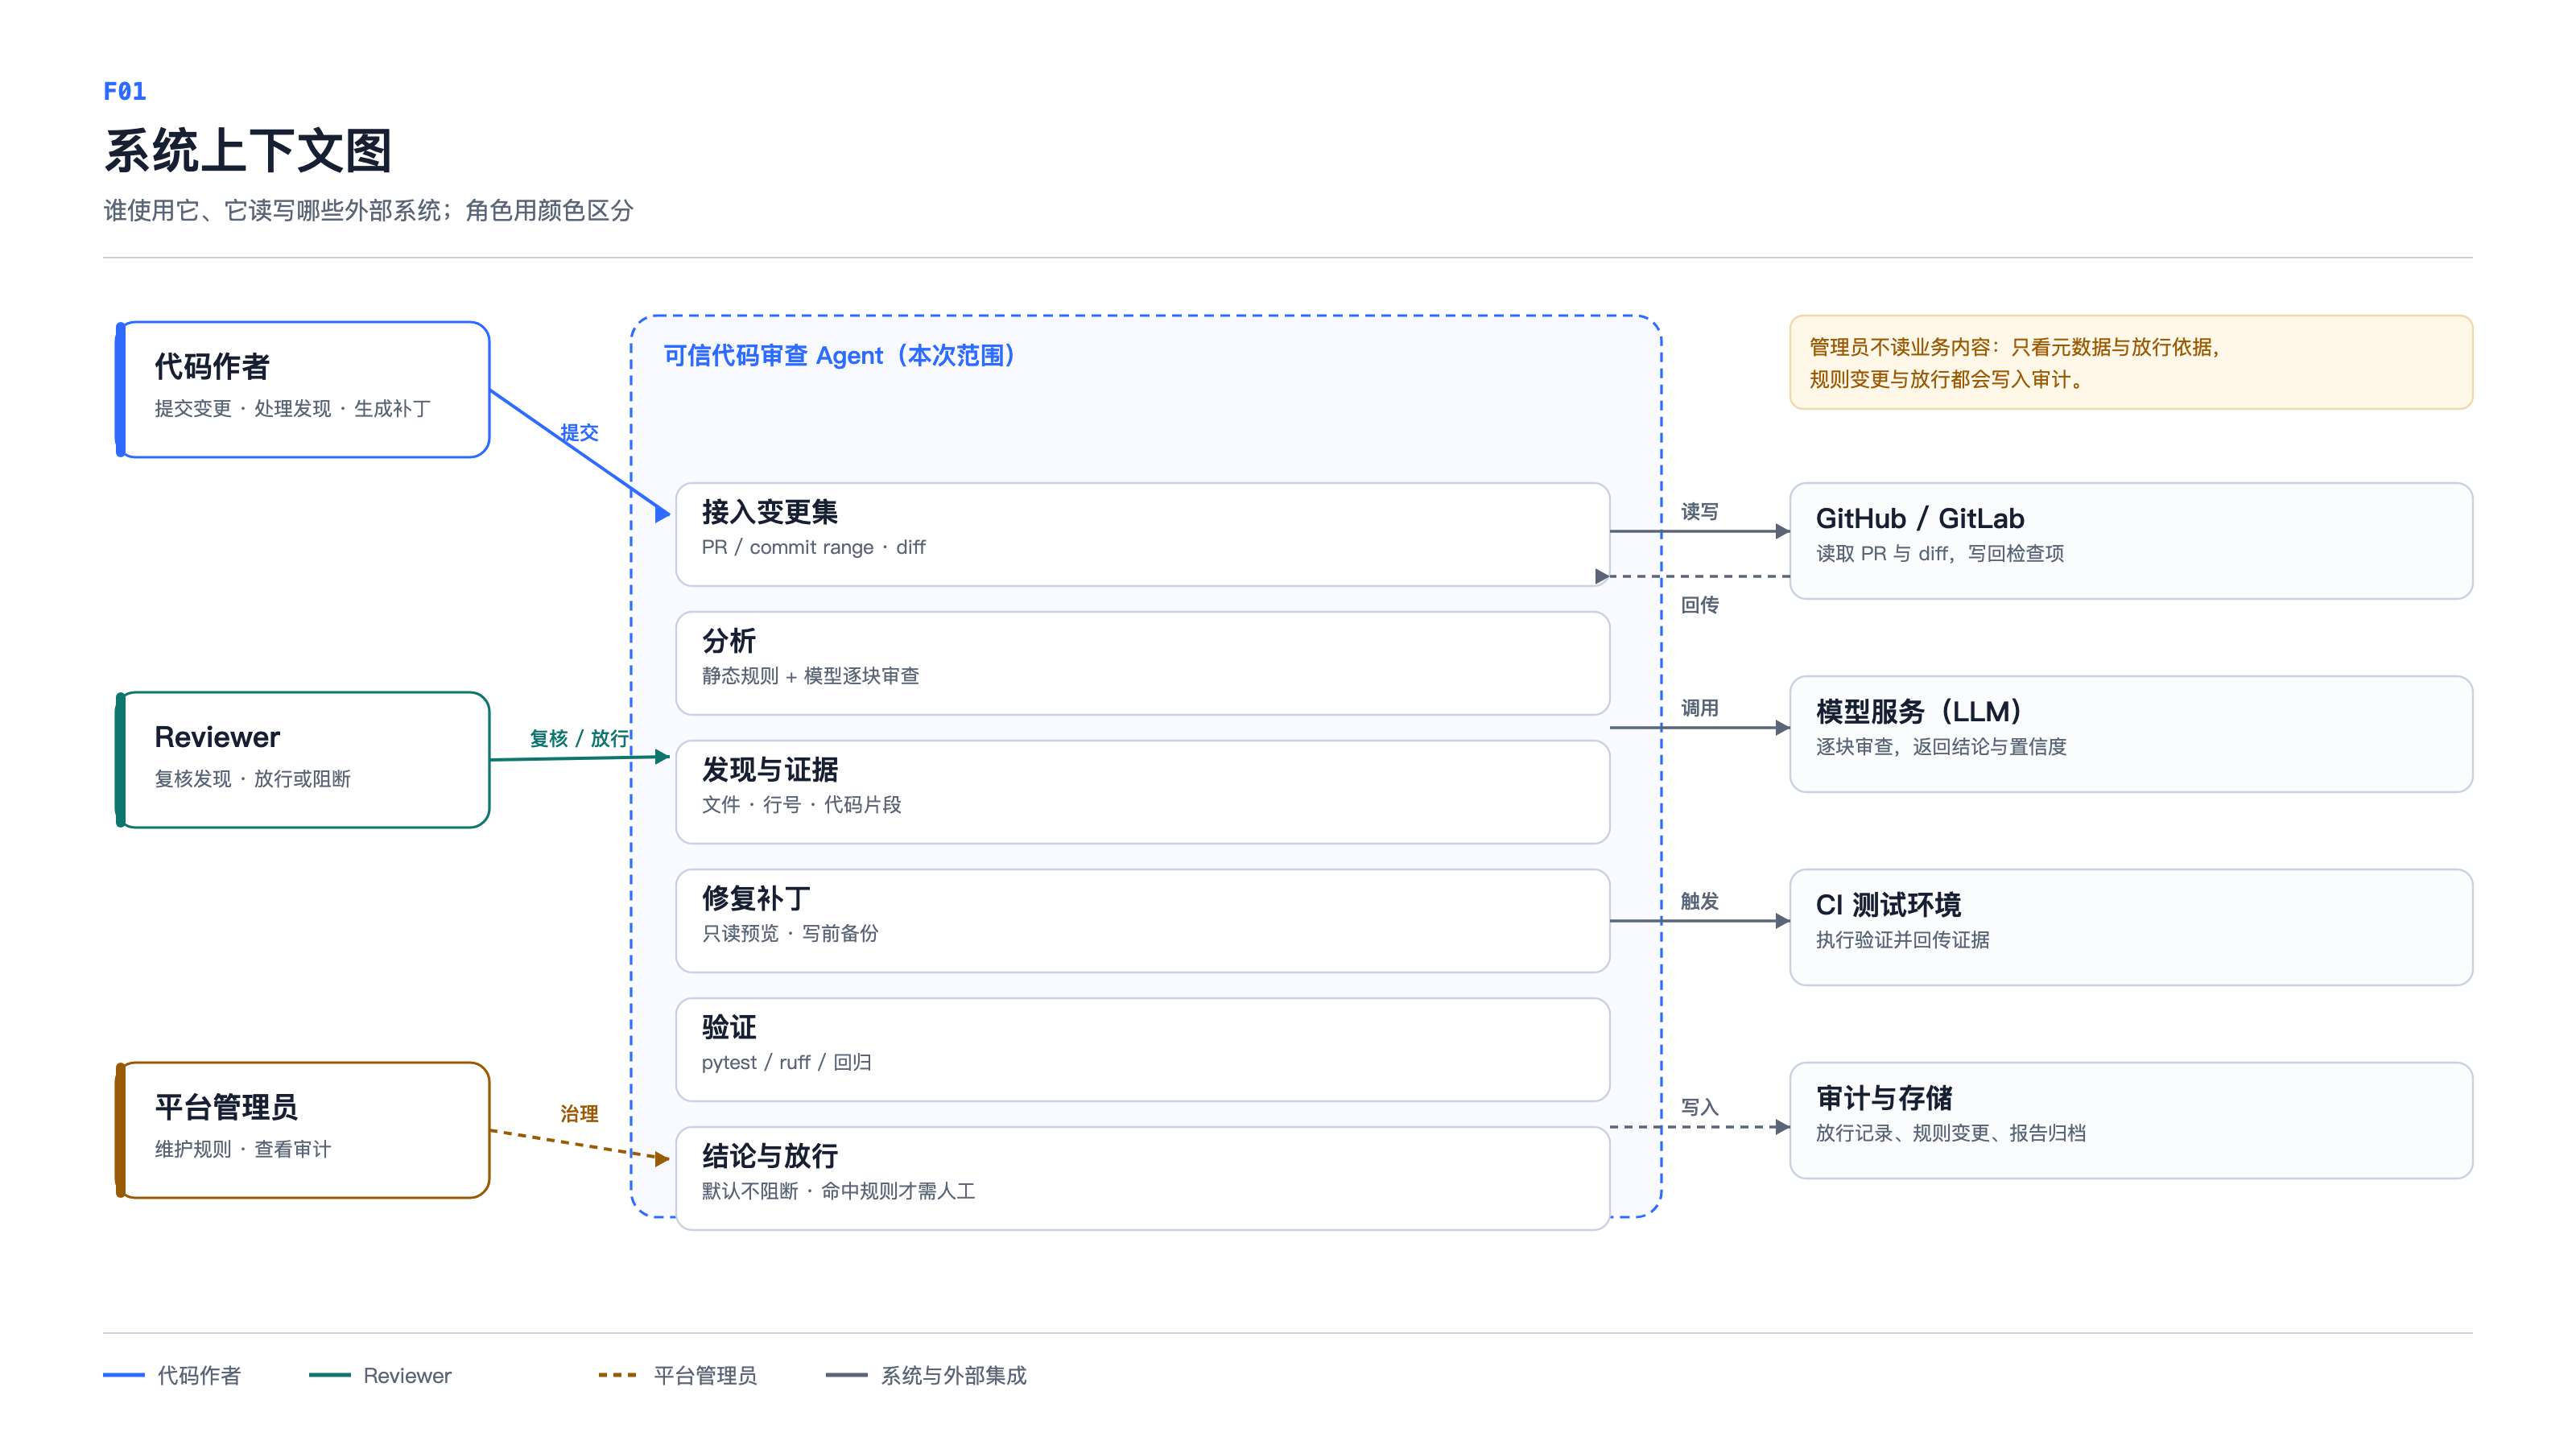 F01
系统上下文图
谁使用它、它读写哪些外部系统；角色用颜色区分
代码作者
提交变更 · 处理发现 · 生成补丁
提交
Reviewer
复核发现 · 放行或阻断
复核 / 放行
平台管理员
维护规则 · 查看审计
治理
可信代码审查 Agent（本次范围）
接入变更集
PR / commit range · diff
分析
静态规则 + 模型逐块审查
发现与证据
文件 · 行号 · 代码片段
修复补丁
只读预览 · 写前备份
验证
pytest / ruff / 回归
结论与放行
默认不阻断 · 命中规则才需人工
读写
回传
调用
触发
写入
管理员不读业务内容：只看元数据与放行依据，
规则变更与放行都会写入审计。
GitHub / GitLab
读取 PR 与 diff，写回检查项
模型服务（LLM）
逐块审查，返回结论与置信度
CI 测试环境
执行验证并回传证据
审计与存储
放行记录、规则变更、报告归档
代码作者
Reviewer
平台管理员
系统与外部集成